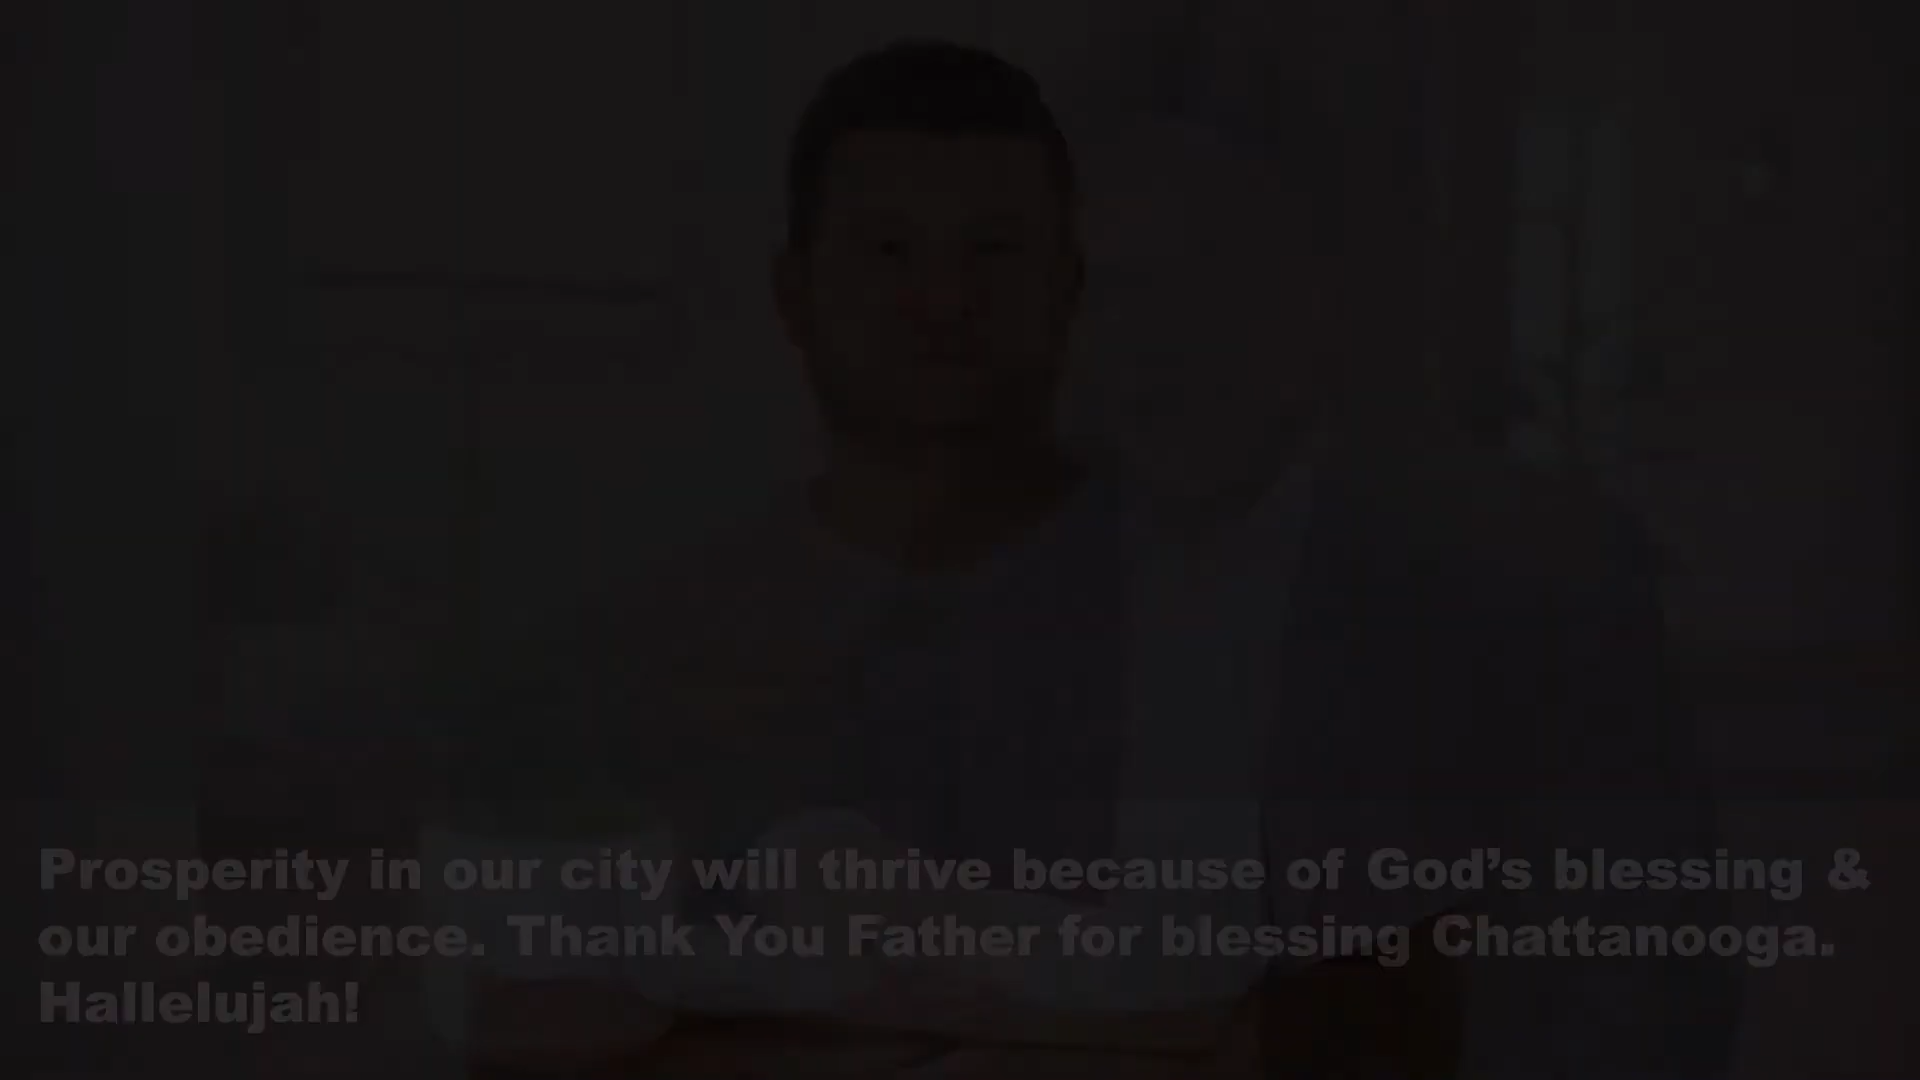 Prosperity in our city will thrive because of God’s blessing &
our obedience. Thank You Father for blessing Chattanooga.
Hallelujah!